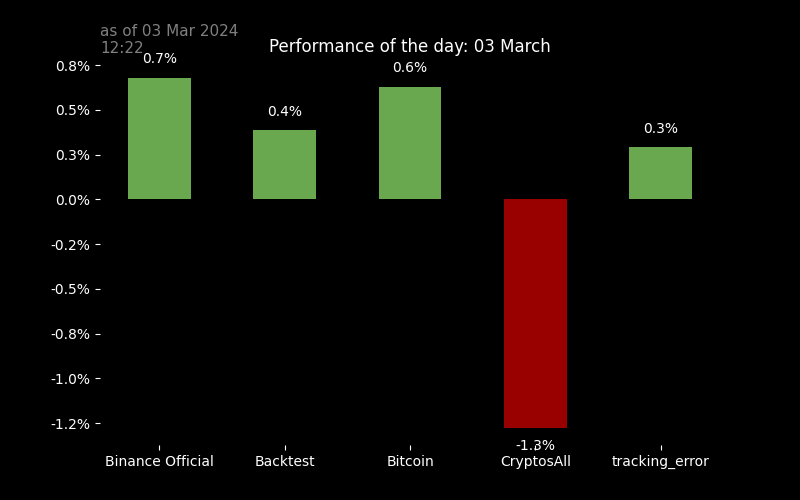 as of 03 Mar 2024
12:22
Performance of the day: 03 March
0.8%
0.5%
0.3%
0.0%
-0.2%
-0.5%
-0.8%
-1.0%
-1.2%
0.7%
0.4%
0.6%
-1.3%
0.3%
Binance Official
Backtest
Bitcoin
CryptosAll
tracking_error